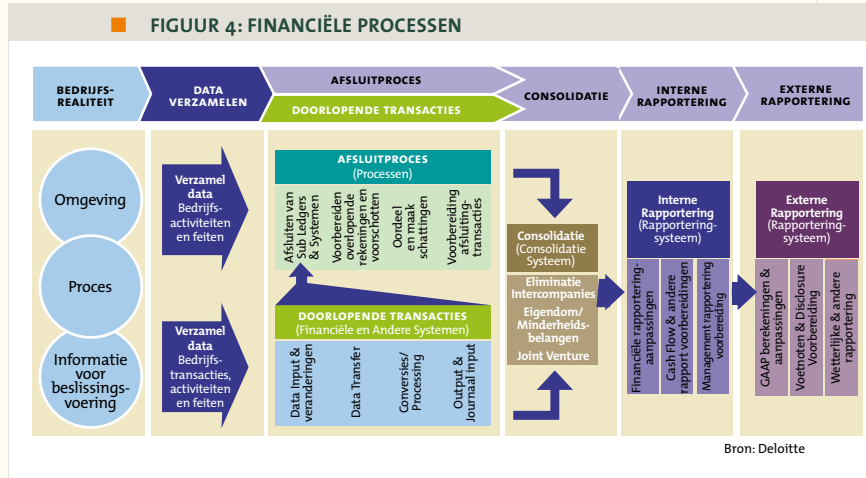 FIGUUR 4: FINANCIËLE PROCESSEN
BEDRIJFS-
REALITEIT
DATA
VERZAMELEN
AFSLUITPROCES
DOORLOPENDE TRANSACTIES
CONSOLIDATIE
INTERNE
RAPPORTERING
EXTERNE
RAPPORTERING
Omgeving
Proces
Informatie
voor
beslissings-
voering
Verzamel
data
Bedrijfs-
activiteiten
en feiten
Verzamel
data
Bedrijfs-
transacties,
activiteiten
en feiten
AFSLUITPROCES
(Processen)
Afsluiten van
Sub Ledgers
& Systemen
Voorbereiden
overlopende
rekeningen en
voorschotten
Oordeel
en maak
schattingen
Voorbereiding
afsluiting-
transacties
DOORLOPENDE TRANSACTIES
(Financiële en Andere Systemen)
Data Input &
veranderingen
Data Transfer
Conversies/
Processing
Output &
Journaal input
Consolidatie
(Consolidatie
Systeem)
Eliminatie
Intercompanies
Eigendom/
Minderheids-
belangen
Joint Venture
Interne
Rapportering
(Rapportering-
systeem)
Financiële rapportering-
aanpassingen
Cash Flow & andere
rapport voorbereidingen
Management rapportering
voorbereiding
Externe
Rapportering
(Rapportering-
systeem)
GAAP berekeningen &
aanpassingen
Voetnoten & Disclosure
Voorbereiding
Wetterlijke & andere
rapportering
Bron: Deloitte